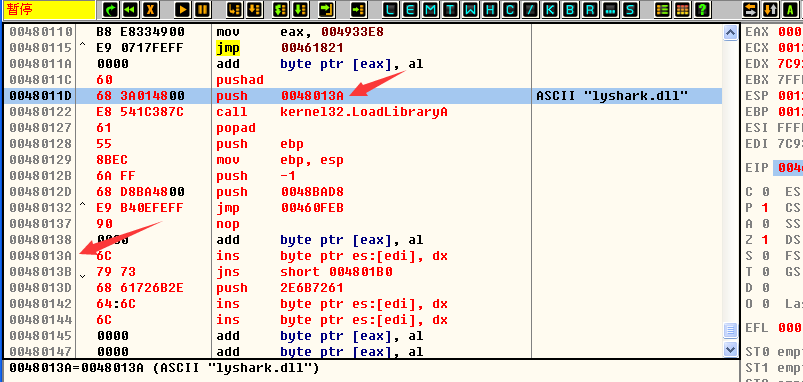 暂停 L E M T W H C / K B R ... S ?
00480110 B8 E8334900 mov eax, 004933E8
00480115 ^ E9 0717FEFF jmp 00461821
0048011A 0000 add byte ptr [eax], al
0048011C 60 pushad
0048011D 68 3A014800 push 0048013A ASCII "lyshark.dll"
00480122 E8 541C387C call kernel32.LoadLibraryA
00480127 61 popad
00480128 55 push ebp
00480129 8BEC mov ebp, esp
0048012B 6A FF push -1
0048012D 68 D8BA4800 push 0048BAD8
00480132 ^ E9 B40EFEFF jmp 00460FEB
00480137 90 nop
00480138 0000 add byte ptr [eax], al
0048013A 6C ins byte ptr es:[edi], dx
0048013B 79 73 jns short 004801B0
0048013D 68 61726B2E push 2E6B7261
00480142 64:6C ins byte ptr es:[edi], dx
00480144 6C ins byte ptr es:[edi], dx
00480145 0000 add byte ptr [eax], al
00480147 0000 add byte ptr [eax], al
0048013A=0048013A (ASCII "lyshark.dll")
EAX 000
ECX 001
EDX 7C9
EBX 7FF
ESP 001
EBP 001
ESI FFF
EDI 7C9
EIP 004
C 0 ES
P 1 CS
A 0 SS
Z 1 DS
S 0 FS
T 0 GS
D 0
O 0 La
EFL 000
ST0 emp
ST1 emp